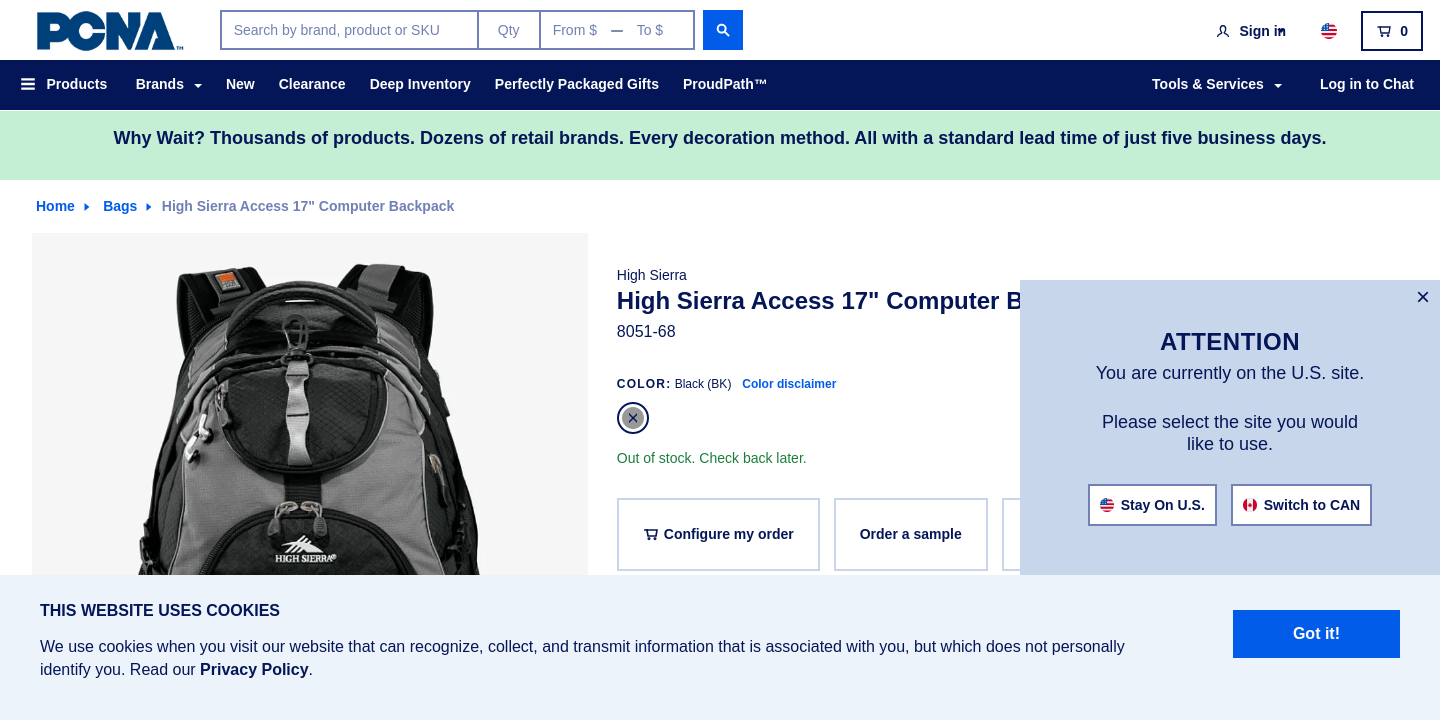 PCNA™
Search by brand, product or SKU
Qty
From $ — To $
Sign in
0
Products
Brands
New
Clearance
Deep Inventory
Perfectly Packaged Gifts
ProudPath™
Tools & Services
Log in to Chat
Why Wait? Thousands of products. Dozens of retail brands. Every decoration method. All with a standard lead time of just five business days.
Home
Bags
High Sierra Access 17" Computer Backpack
HIGH SIERRA®
High Sierra
High Sierra Access 17" Computer B
8051-68
COLOR: Black (BK) Color disclaimer
Out of stock. Check back later.
Configure my order
Order a sample
×
ATTENTION
You are currently on the U.S. site.
Please select the site you would
like to use.
Stay On U.S.
Switch to CAN
THIS WEBSITE USES COOKIES
We use cookies when you visit our website that can recognize, collect, and transmit information that is associated with you, but which does not personally
identify you. Read our Privacy Policy.
Got it!